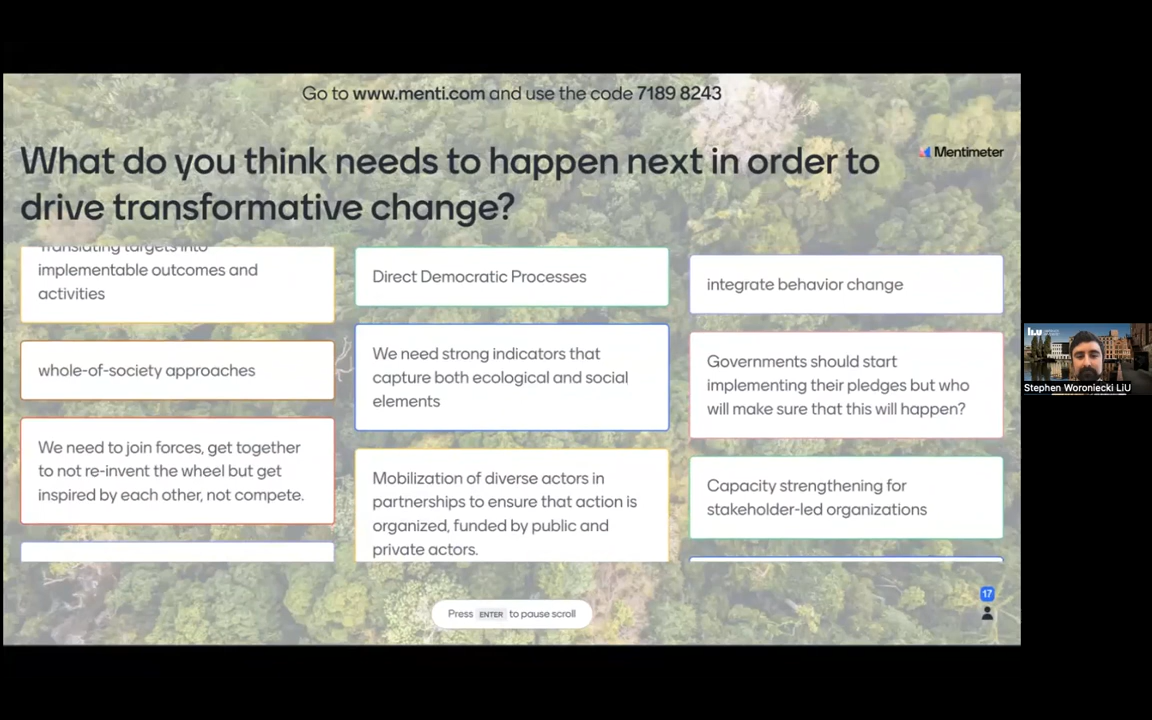 Go to www.menti.com and use the code 7189 8243
What do you think needs to happen next in order to
drive transformative change?
Mentimeter
Translating targets into
implementable outcomes and
activities
whole-of-society approaches
We need to join forces, get together
to not re-invent the wheel but get
inspired by each other, not compete.
Direct Democratic Processes
We need strong indicators that
capture both ecological and social
elements
Mobilization of diverse actors in
partnerships to ensure that action is
organized, funded by public and
private actors.
integrate behavior change
Governments should start
implementing their pledges but who
will make sure that this will happen?
Capacity strengthening for
stakeholder-led organizations
Press ENTER to pause scroll
17
LiU
Stephen Woroniecki LiU